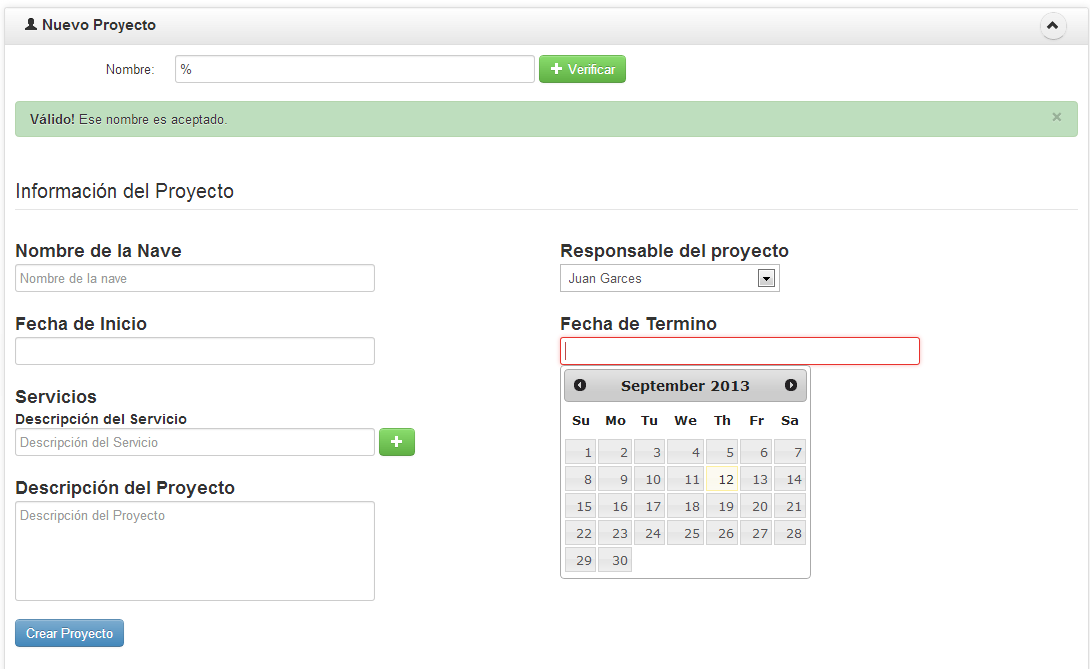 Nuevo Proyecto
Nombre: % Verificar
Válido! Ese nombre es aceptado. ×
Información del Proyecto
Nombre de la Nave
Nombre de la nave
Responsable del proyecto
Juan Garces
Fecha de Inicio
Fecha de Termino
September 2013
Su Mo Tu We Th Fr Sa
1 2 3 4 5 6 7
8 9 10 11 12 13 14
15 16 17 18 19 20 21
22 23 24 25 26 27 28
29 30
Servicios
Descripción del Servicio
Descripción del Servicio
Descripción del Proyecto
Descripción del Proyecto
Crear Proyecto